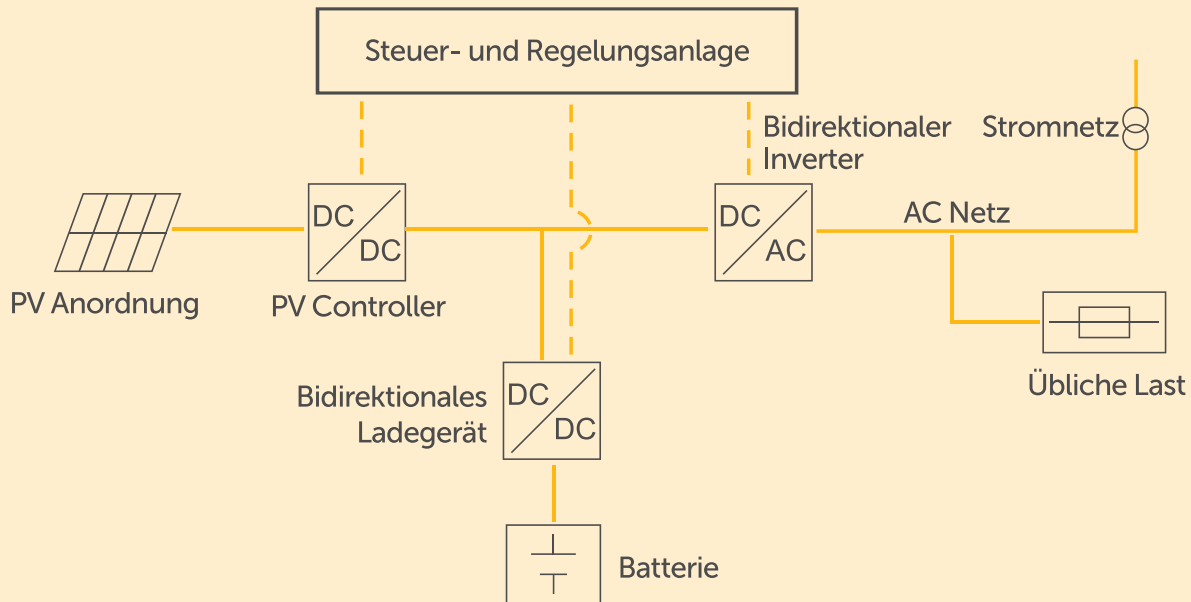 Steuer- und Regelungsanlage
Bidirektionaler
Inverter
Stromnetz
DC
DC
DC
AC
AC Netz
PV Anordnung
PV Controller
Übliche Last
Bidirektionales
Ladegerät
DC
DC
Batterie